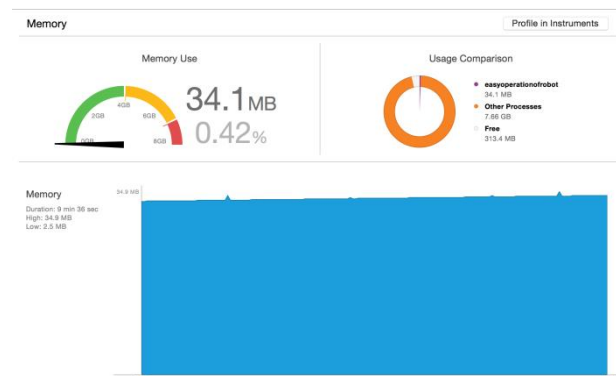 Memory
Profile in Instruments
Memory Use
0GB
2GB
4GB
6GB
8GB
34.1MB
0.42%
Usage Comparison
easyoperationofrobot
34.1 MB
Other Processes
7.66 GB
Free
313.4 MB
Memory
Duration: 9 min 36 sec
High: 34.9 MB
Low: 2.5 MB
34.9 MB